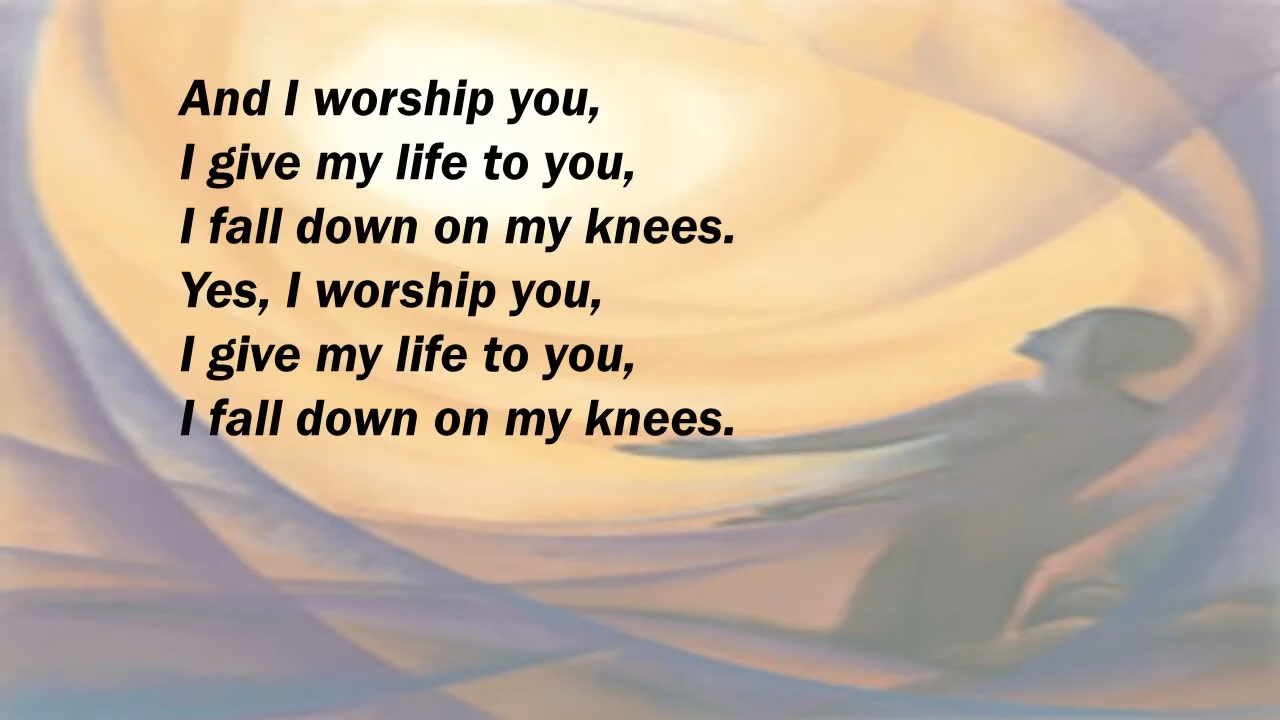 And I worship you,
I give my life to you,
I fall down on my knees.
Yes, I worship you,
I give my life to you,
I fall down on my knees.